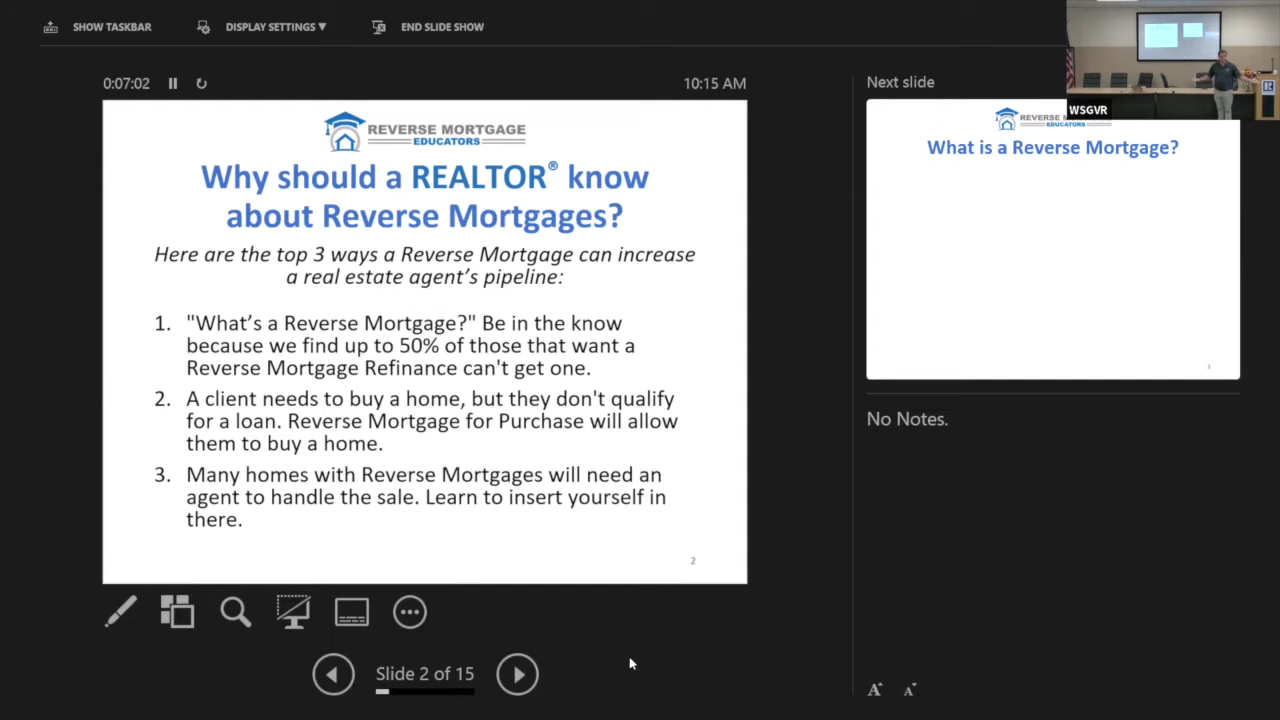 SHOW TASKBAR
DISPLAY SETTINGS ▼
END SLIDE SHOW
0:07:02
10:15 AM
REVERSE MORTGAGE
EDUCATORS
Why should a REALTOR® know
about Reverse Mortgages?
Here are the top 3 ways a Reverse Mortgage can increase
a real estate agent’s pipeline:
1. "What’s a Reverse Mortgage?" Be in the know
because we find up to 50% of those that want a
Reverse Mortgage Refinance can't get one.
2. A client needs to buy a home, but they don't qualify
for a loan. Reverse Mortgage for Purchase will allow
them to buy a home.
3. Many homes with Reverse Mortgages will need an
agent to handle the sale. Learn to insert yourself in
there.
2
Slide 2 of 15
Next slide
WSGVR
REVERSE
EDUCATORS
What is a Reverse Mortgage?
3
No Notes.
A A